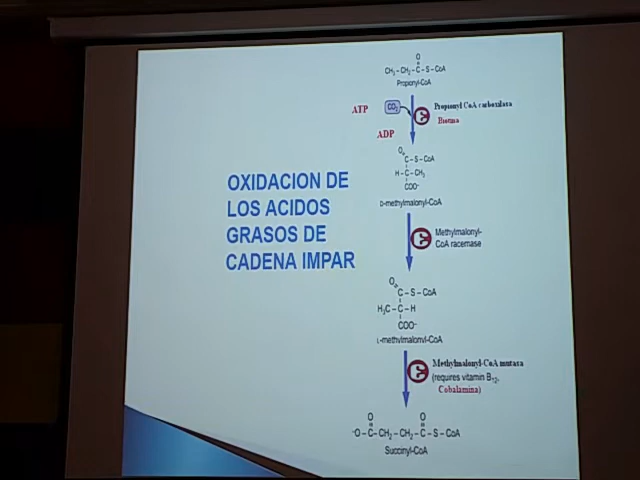 O
CH₃–CH₂–C–S–CoA
Propionyl-CoA
ATP
CO₂
Propionyl CoA carboxilasa
Biotina
ADP
O
C–S–CoA
H–C–CH₃
COO⁻
D-methylmalonyl-CoA
OXIDACION DE
LOS ACIDOS
GRASOS DE
CADENA IMPAR
Methylmalonyl-
CoA racemase
O
C–S–CoA
H₃C–C–H
COO⁻
L-methylmalonyl-CoA
Methylmalonyl-CoA mutasa
(requires vitamin B₁₂-
Cobalamina)
O O
⁻O–C–CH₂–CH₂–C–S–CoA
Succinyl-CoA